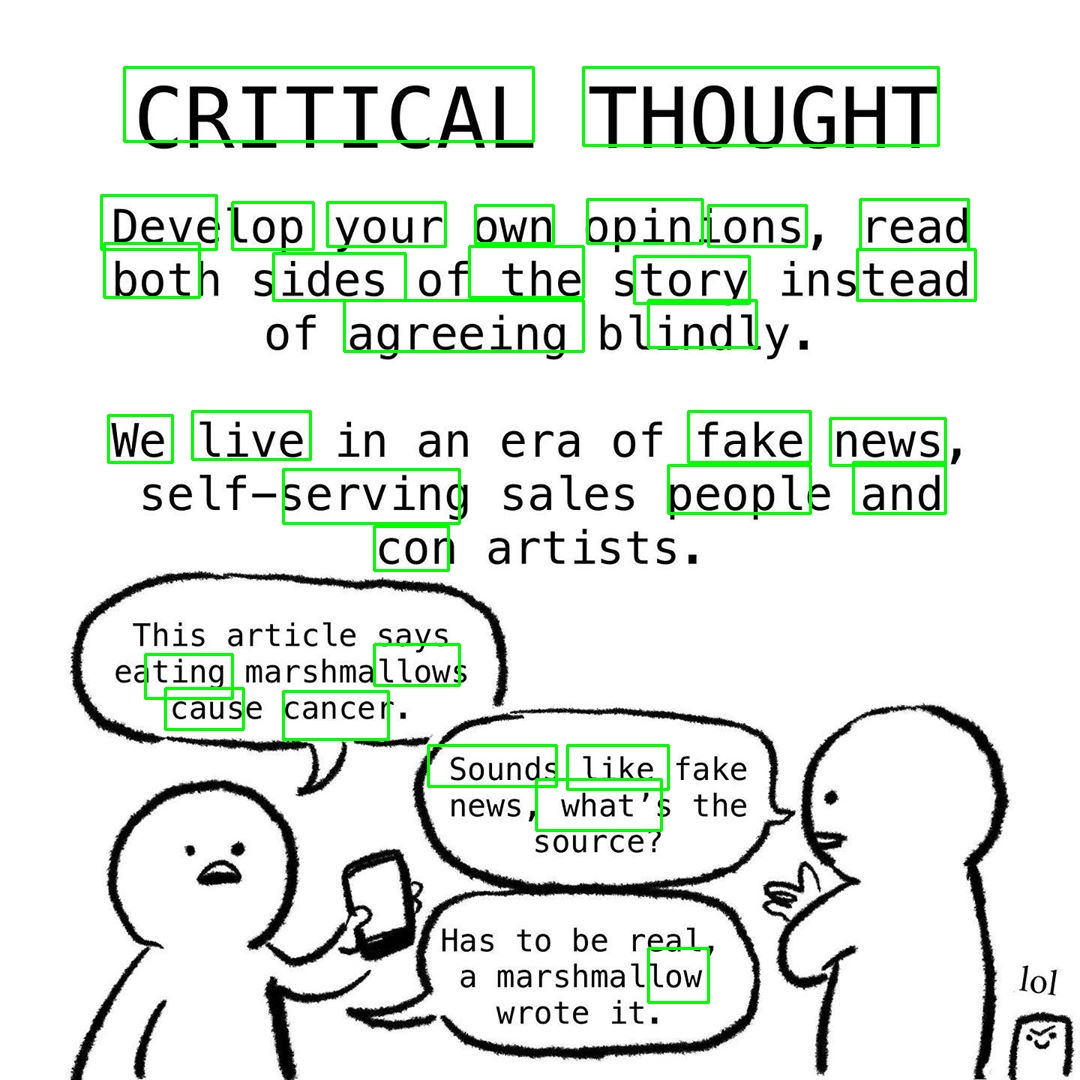 CRITICAL THOUGHT
Develop your own opinions, read
both sides of the story instead
of agreeing blindly.
We live in an era of fake news,
self-serving sales people and
con artists.
This article says
eating marshmallows
cause cancer.
Sounds like fake
news, what's the
source?
Has to be real,
a marshmallow
wrote it.
lol